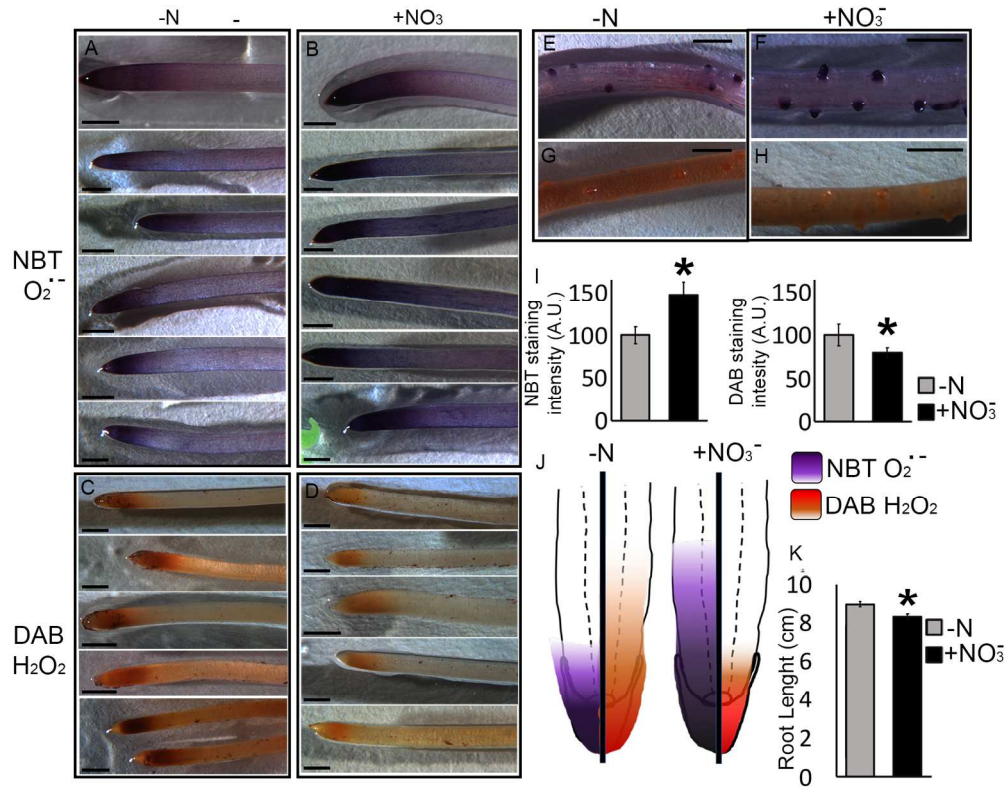 -N -
+NO₃
-N
+NO₃⁻
A
B
E
F
G
H
NBT
O₂˙⁻
C
D
DAB
H₂O₂
I
NBT staining
intensity (A.U.)
150
100
50
0
*
DAB staining
intesity (A.U.)
150
100
50
0
*
-N
+NO₃⁻
J
-N
+NO₃⁻
NBT O₂˙⁻
DAB H₂O₂
K
Root Lenght (cm)
10
8
6
4
2
0
*
-N
+NO₃⁻